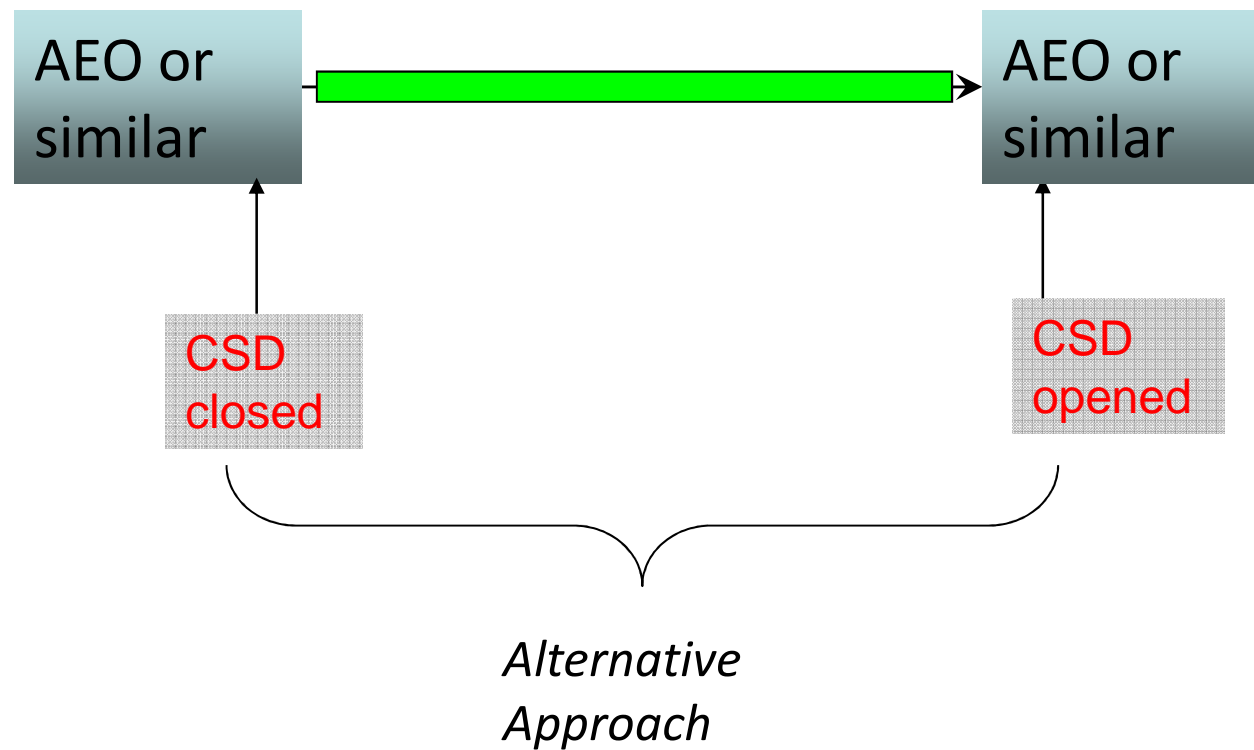 AEO or
similar
AEO or
similar
CSD
closed
CSD
opened
Alternative
Approach